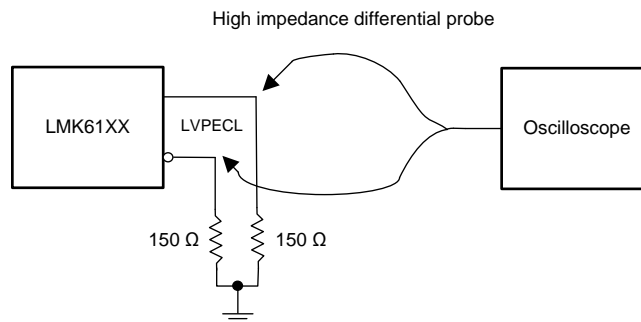 High impedance differential probe
LMK61XX
LVPECL
Oscilloscope
150 Ω
150 Ω